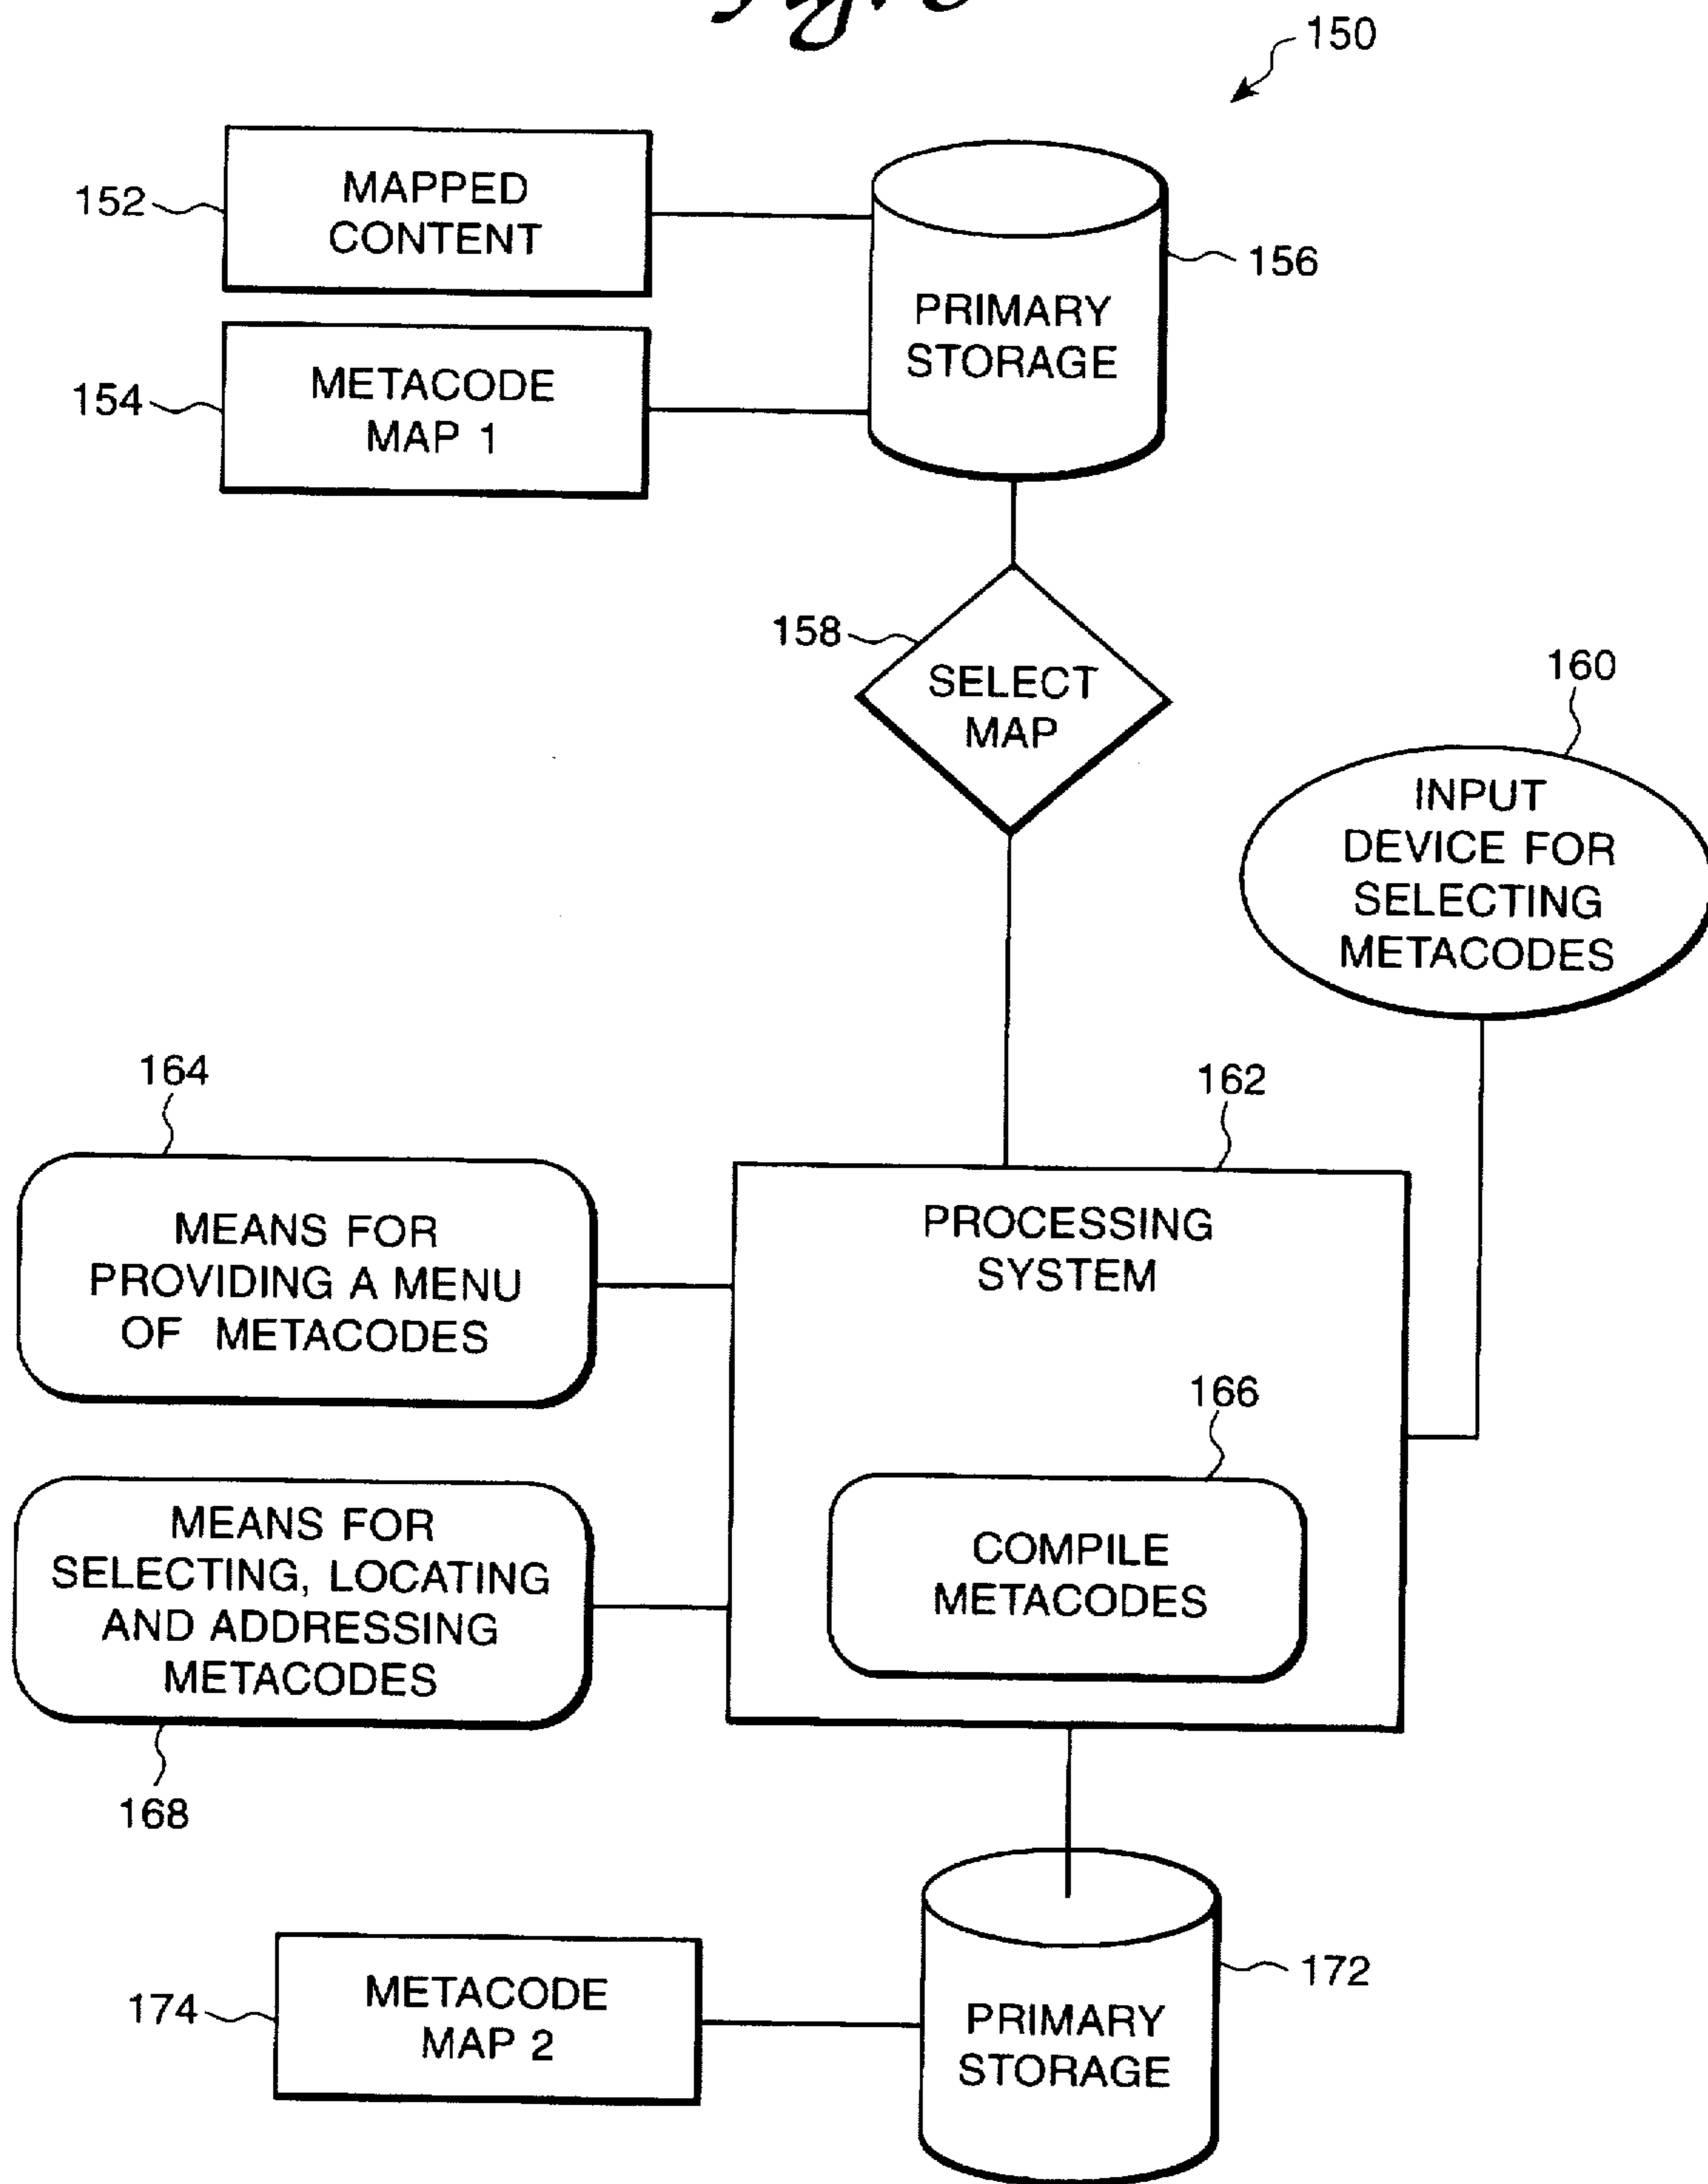 150
MAPPED
CONTENT
152
PRIMARY
STORAGE
156
METACODE
MAP 1
154
158
SELECT
MAP
160
INPUT
DEVICE FOR
SELECTING
METACODES
164
162
MEANS FOR
PROVIDING A MENU
OF METACODES
PROCESSING
SYSTEM
166
COMPILE
METACODES
MEANS FOR
SELECTING, LOCATING
AND ADDRESSING
METACODES
168
172
174
METACODE
MAP 2
PRIMARY
STORAGE